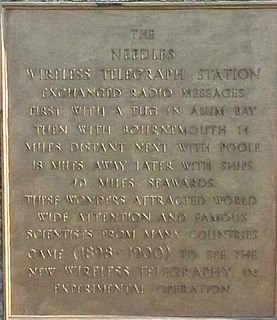 THE
NEEDLES
WIRELESS TELEGRAPH STATION
EXCHANGED RADIO MESSAGES
FIRST WITH A TUG IN ALUM BAY
THEN WITH BOURNEMOUTH 14
MILES DISTANT NEXT WITH POOLE
18 MILES AWAY LATER WITH SHIPS
40 MILES SEAWARDS
THESE WONDERS ATTRACTED WORLD
WIDE ATTENTION AND FAMOUS
SCIENTISTS FROM MANY COUNTRIES
CAME (1898-1900) TO SEE THE
NEW WIRELESS TELEGRAPHY IN
EXPERIMENTAL OPERATION